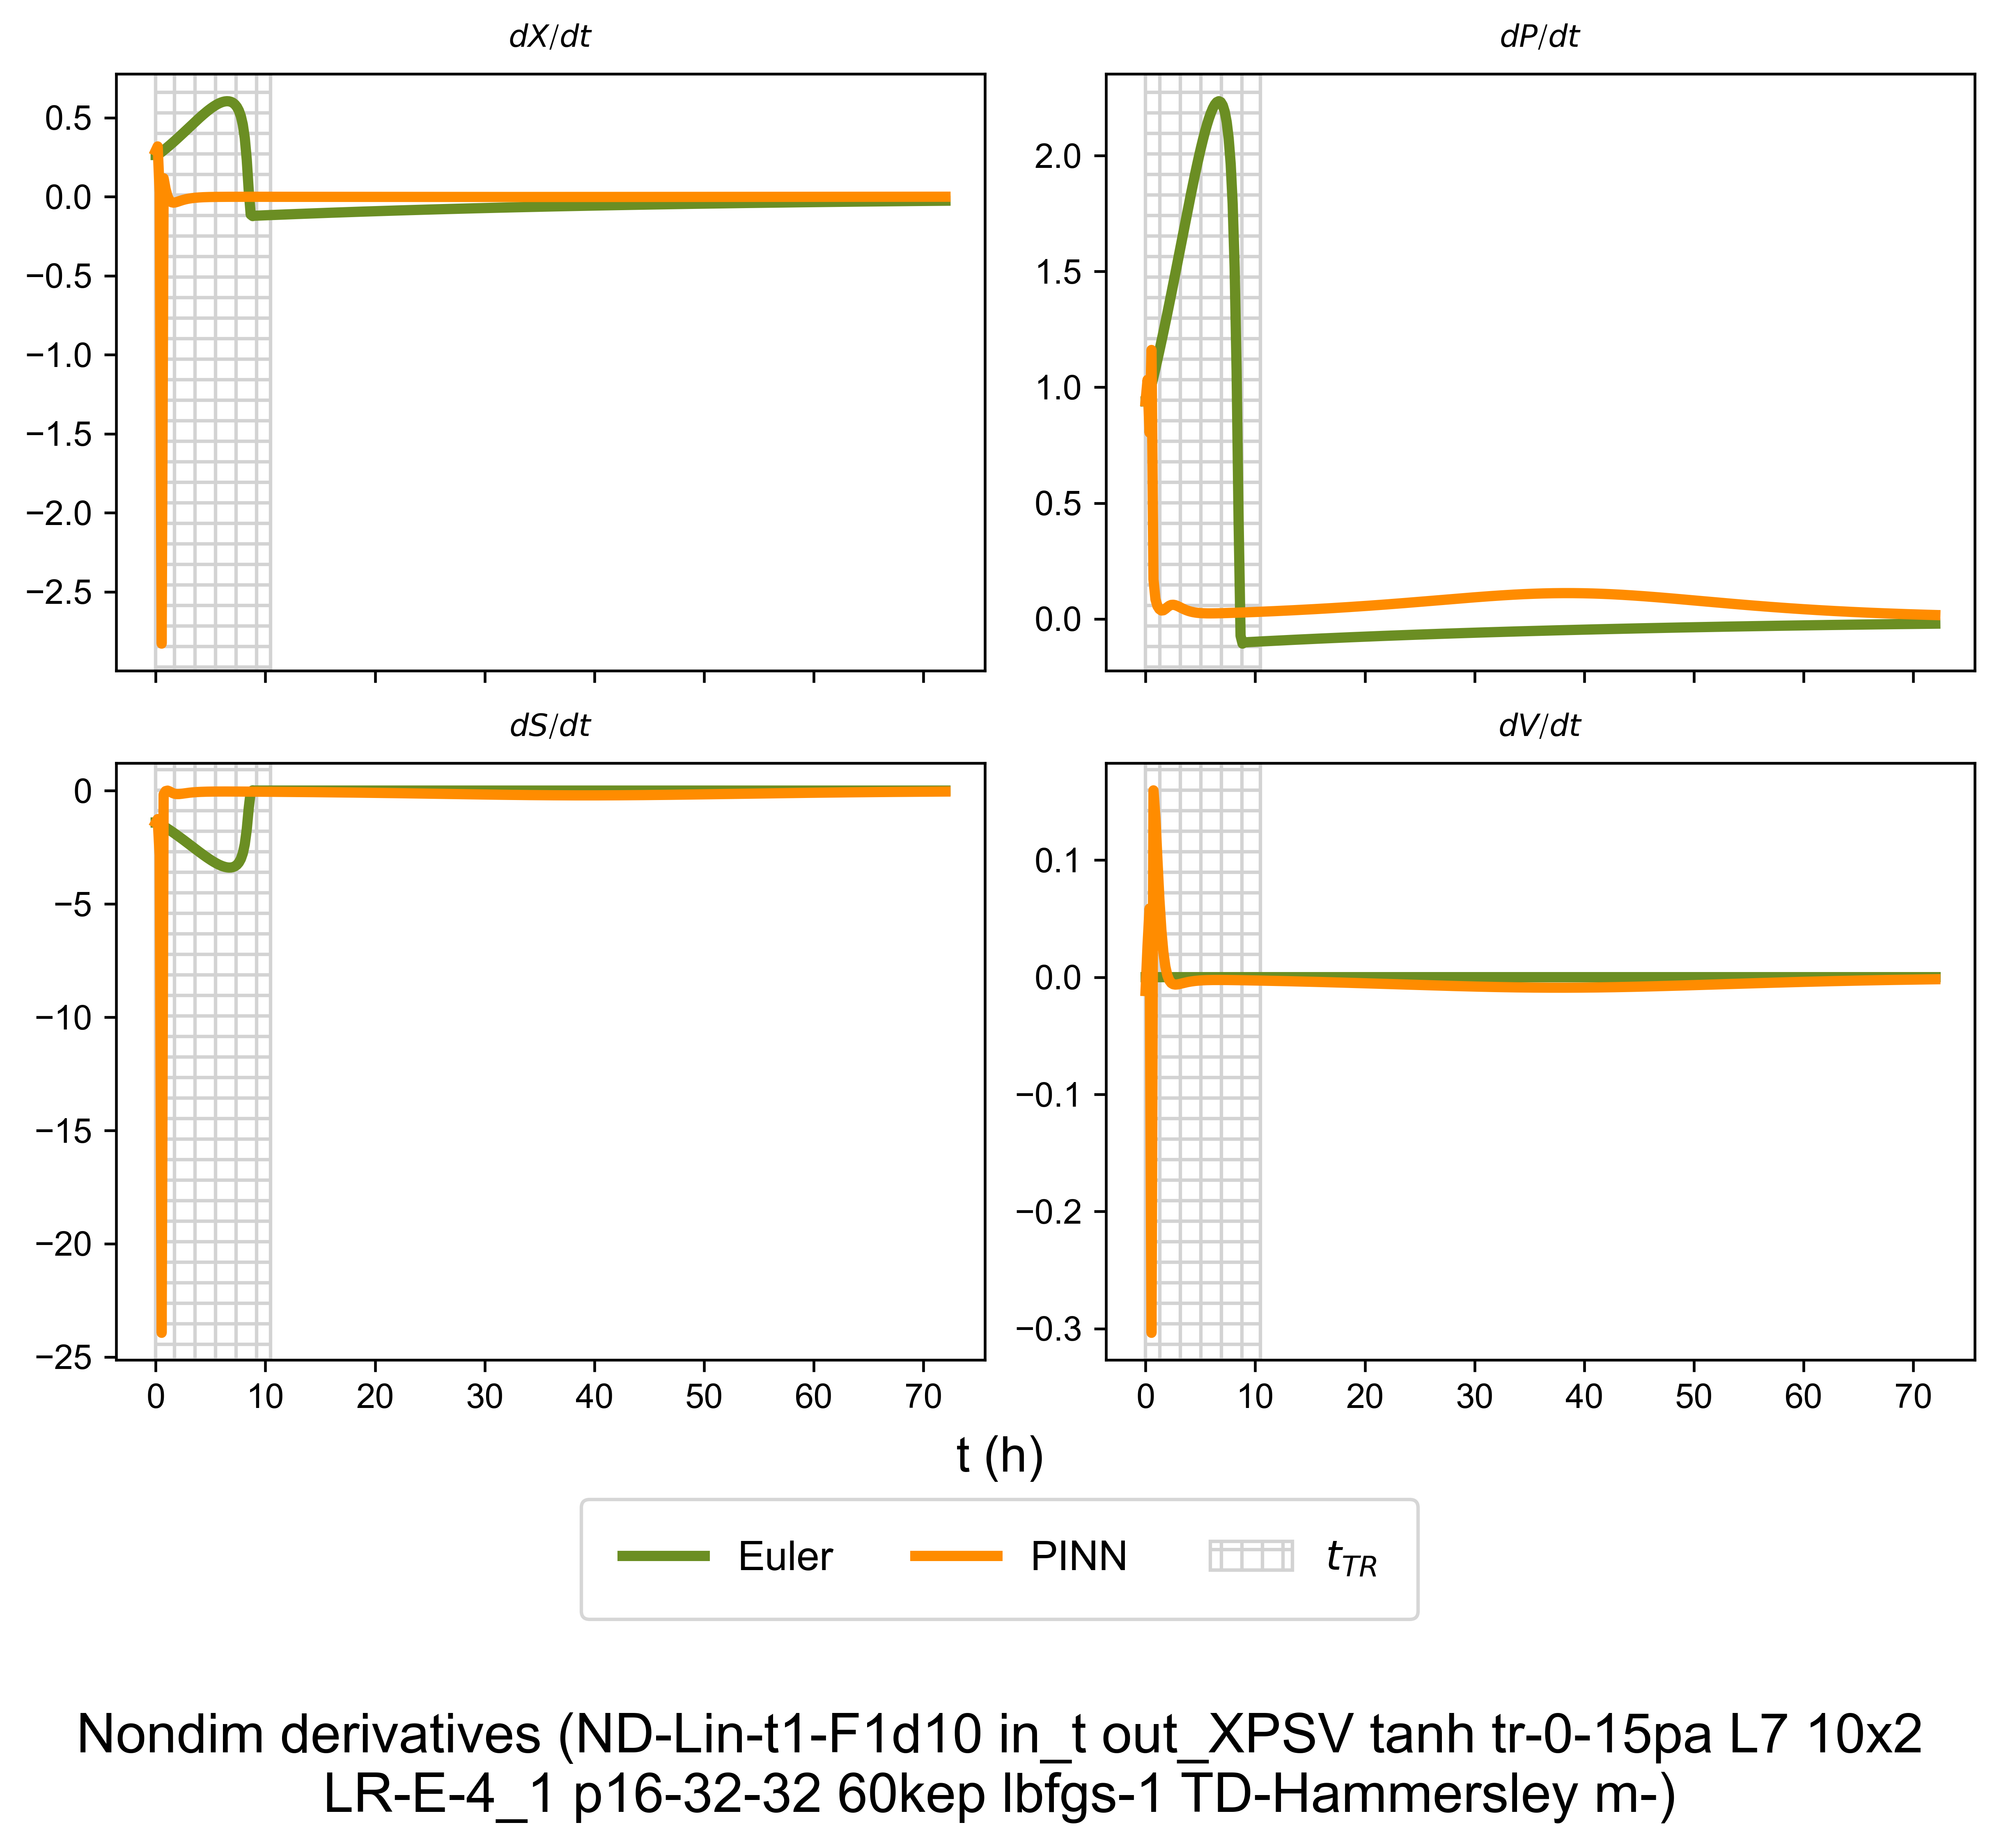 dX/dt
dP/dt
0.5
0.0
−0.5
−1.0
−1.5
−2.0
−2.5
2.0
1.5
1.0
0.5
0.0
dS/dt
dV/dt
0
−5
−10
−15
−20
−25
0.1
0.0
−0.1
−0.2
−0.3
0 10 20 30 40 50 60 70
0 10 20 30 40 50 60 70
t (h)
Euler PINN t_TR
Nondim derivatives (ND-Lin-t1-F1d10 in_t out_XPSV tanh tr-0-15pa L7 10x2
LR-E-4_1 p16-32-32 60kep lbfgs-1 TD-Hammersley m-)